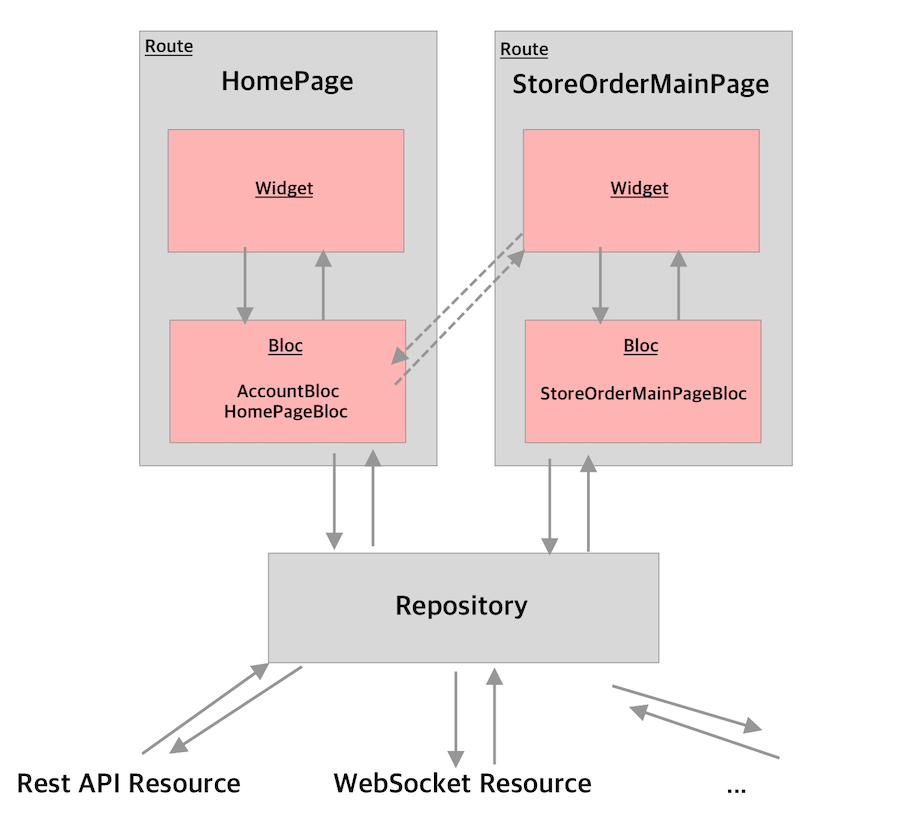 Route
HomePage
Widget
Bloc
AccountBloc
HomePageBloc
Route
StoreOrderMainPage
Widget
Bloc
StoreOrderMainPageBloc
Repository
Rest API Resource
WebSocket Resource
...